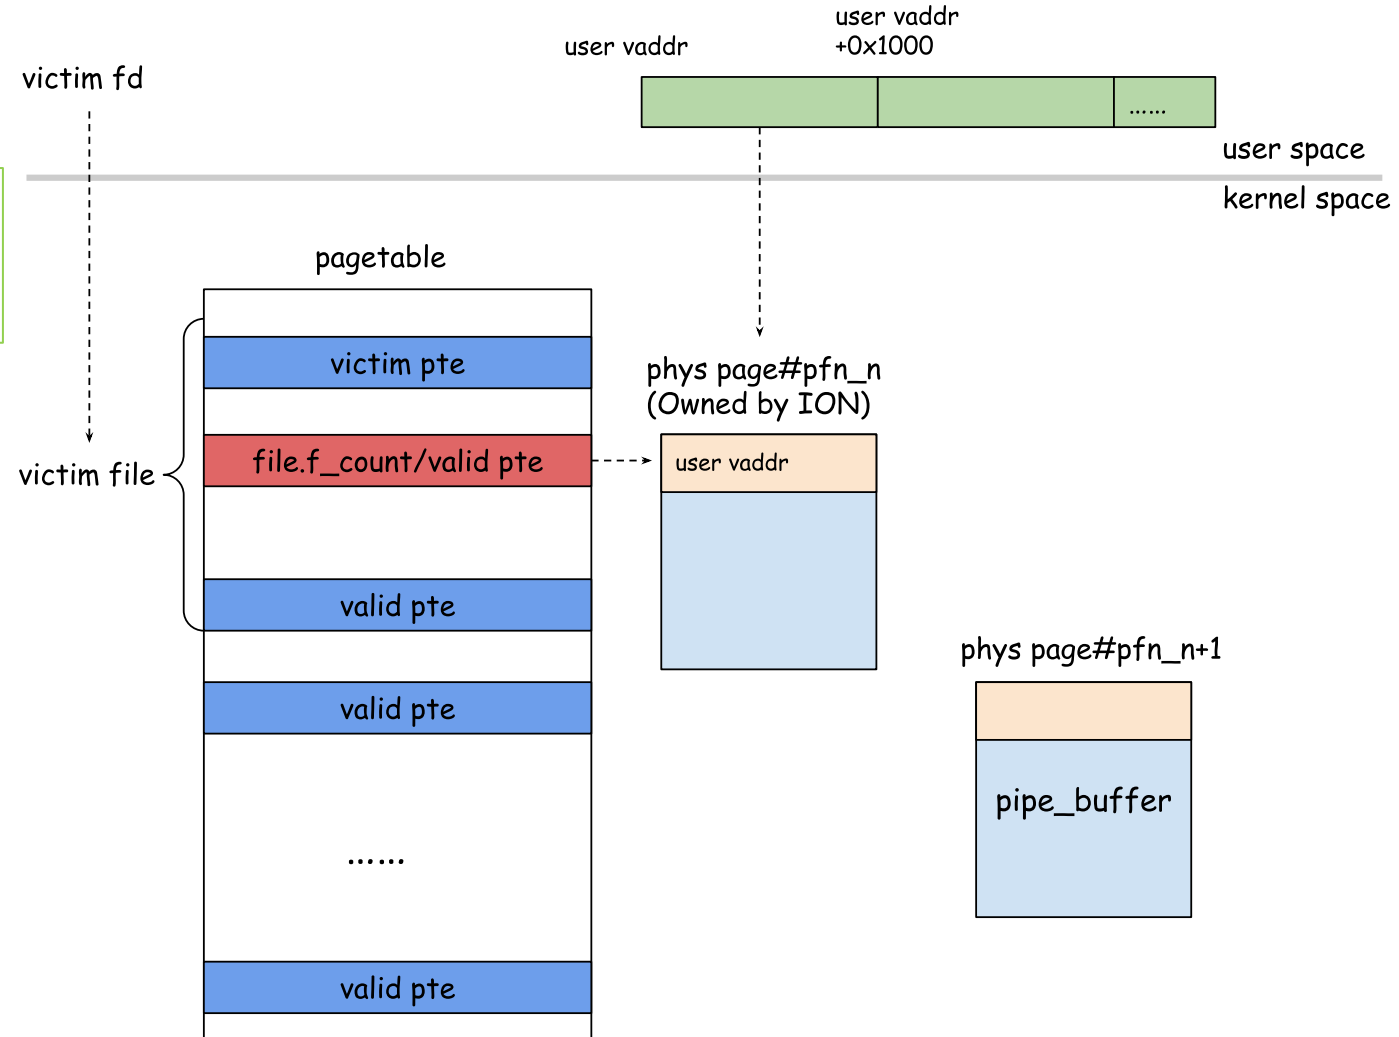 user vaddr
user vaddr
+0x1000
victim fd
......
user space
kernel space
pagetable
victim pte
file.f_count/valid pte
victim file
valid pte
valid pte
......
valid pte
phys page#pfn_n
(Owned by ION)
user vaddr
phys page#pfn_n+1
pipe_buffer